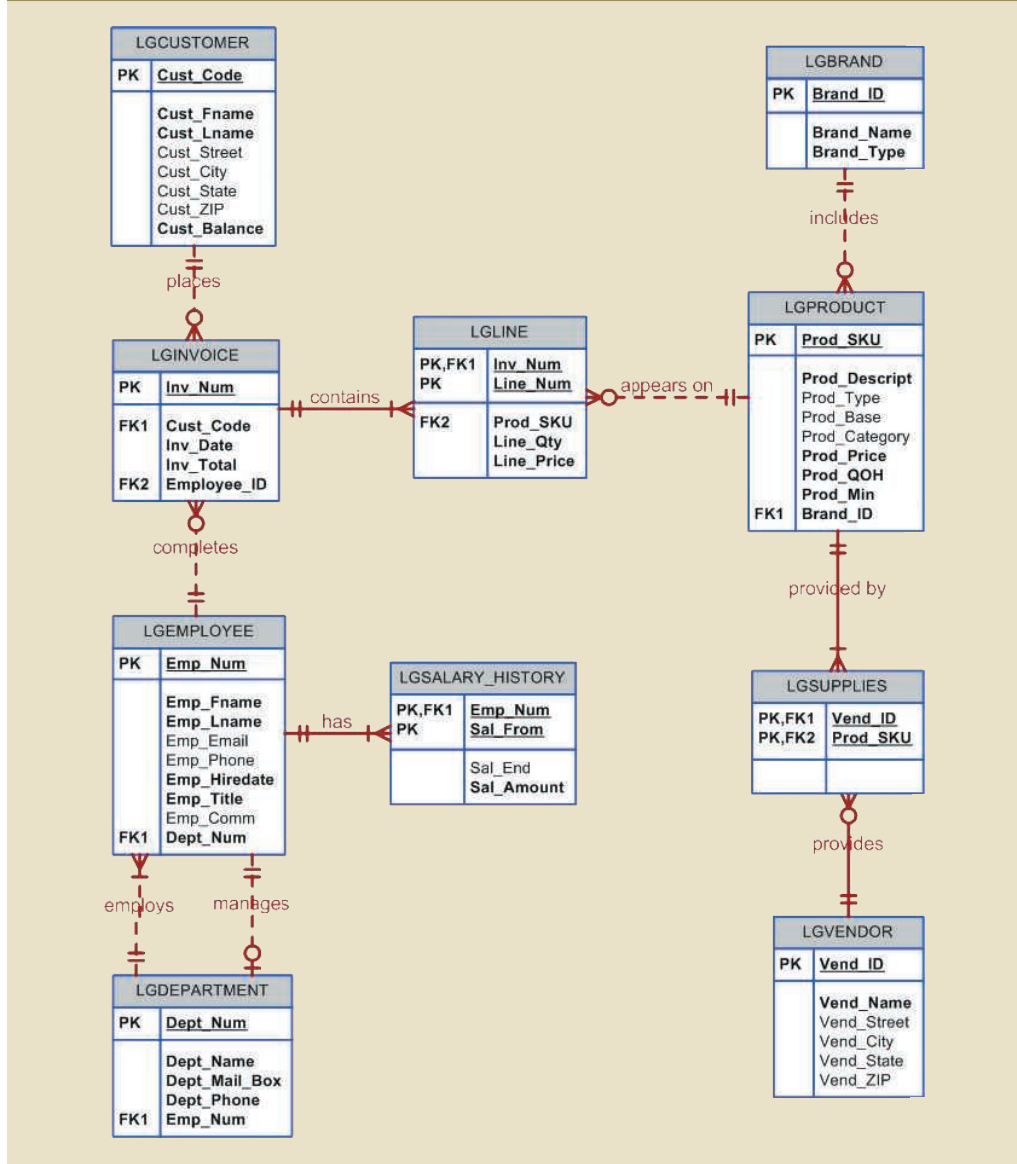 LGCUSTOMER
PK Cust_Code
Cust_Fname
Cust_Lname
Cust_Street
Cust_City
Cust_State
Cust_ZIP
Cust_Balance
places
LGINVOICE
PK Inv_Num
FK1 Cust_Code
Inv_Date
Inv_Total
FK2 Employee_ID
contains
LGLINE
PK,FK1 Inv_Num
PK Line_Num
FK2 Prod_SKU
Line_Qty
Line_Price
appears on
LGBRAND
PK Brand_ID
Brand_Name
Brand_Type
includes
LGPRODUCT
PK Prod_SKU
Prod_Descript
Prod_Type
Prod_Base
Prod_Category
Prod_Price
Prod_QOH
Prod_Min
FK1 Brand_ID
completes
LGEMPLOYEE
PK Emp_Num
Emp_Fname
Emp_Lname
Emp_Email
Emp_Phone
Emp_Hiredate
Emp_Title
Emp_Comm
FK1 Dept_Num
has
LGSALARY_HISTORY
PK,FK1 Emp_Num
PK Sal_From
Sal_End
Sal_Amount
provided by
LGSUPPLIES
PK,FK1 Vend_ID
PK,FK2 Prod_SKU
provides
employs
manages
LGDEPARTMENT
PK Dept_Num
Dept_Name
Dept_Mail_Box
Dept_Phone
FK1 Emp_Num
LGVENDOR
PK Vend_ID
Vend_Name
Vend_Street
Vend_City
Vend_State
Vend_ZIP